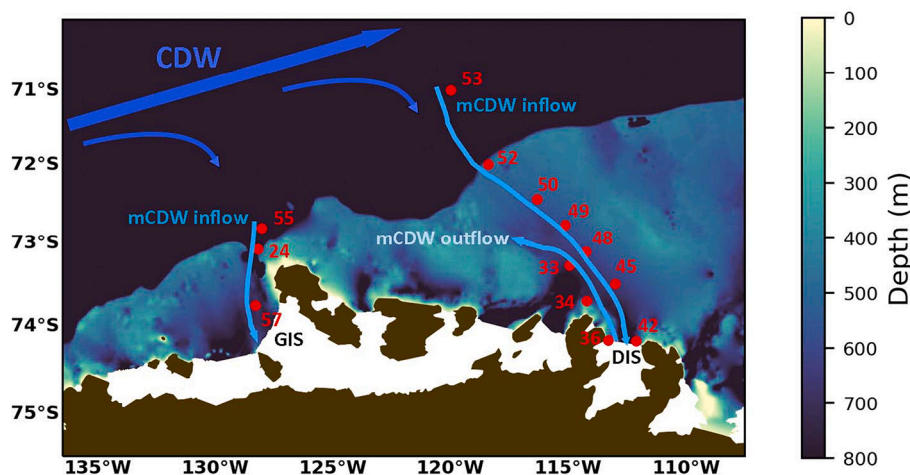 CDW
mCDW inflow
mCDW inflow
mCDW outflow
53
52
50
49
48
45
42
33
34
36
55
24
57
GIS
DIS
71°S
72°S
73°S
74°S
75°S
135°W
130°W
125°W
120°W
115°W
110°W
0
100
200
300
400
500
600
700
800
Depth (m)